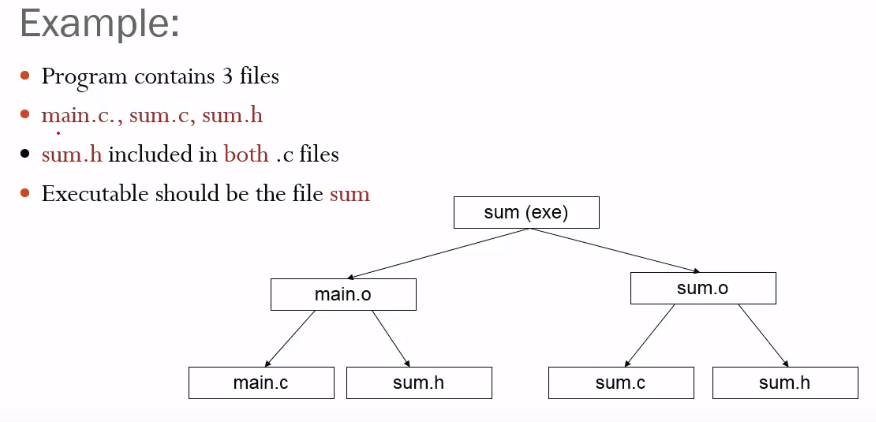 Example:
• Program contains 3 files
• main.c., sum.c, sum.h
• sum.h included in both .c files
• Executable should be the file sum
sum (exe)
main.o
sum.o
main.c
sum.h
sum.c
sum.h